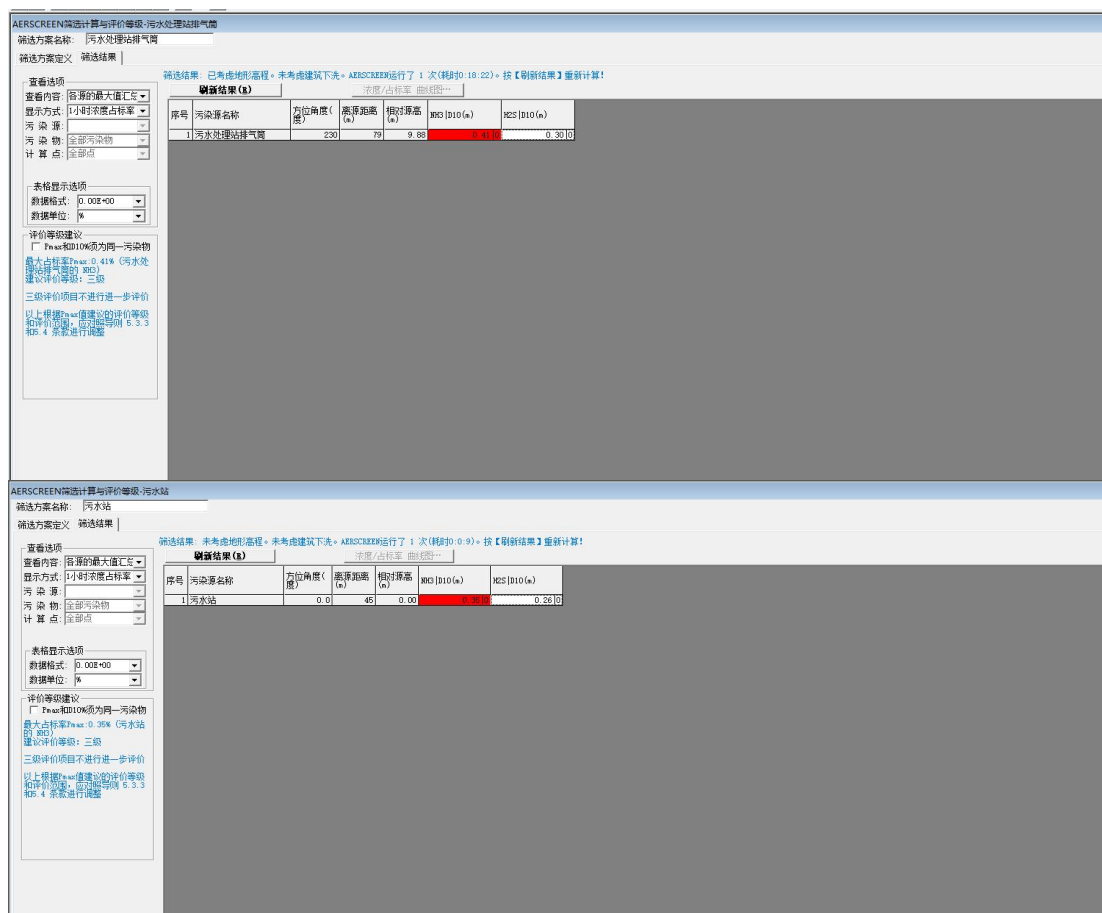 AERSCREEN筛选计算与评价等级-污水处理站排气筒
筛选方案名称: 污水处理站排气筒
筛选方案定义 筛选结果
筛选结果: 已考虑地形高程。未考虑建筑下洗。AERSCREEN运行了 1 次(耗时0:18:22)。按【刷新结果】重新计算!
查看选项
刷新结果(R) 浓度/占标率 曲线图…
查看内容: 各源的最大值汇总
显示方式: 1小时浓度占标率
污 染 源:
污 染 物: 全部污染物
计 算 点: 全部点
序号 污染源名称 方位角度(度) 离源距离(m) 相对源高(m) NH3|D10(m) H2S|D10(m)
1 污水处理站排气筒 230 79 9.88 0.41|0 0.30|0
表格显示选项
数据格式: 0.00E+00
数据单位: %
评价等级建议
Pmax和D10%须为同一污染物
最大占标率Pmax:0.41% (污水处
理站排气筒的 NH3)
建议评价等级: 三级
三级评价项目不进行进一步评价
以上根据Pmax值建议的评价等级
和评价范围,应对照导则 5.3.3
和5.4 条款进行调整
AERSCREEN筛选计算与评价等级-污水站
筛选方案名称: 污水站
筛选方案定义 筛选结果
筛选结果: 未考虑地形高程。未考虑建筑下洗。AERSCREEN运行了 1 次(耗时0:0:9)。按【刷新结果】重新计算!
查看选项
刷新结果(R) 浓度/占标率 曲线图…
查看内容: 各源的最大值汇总
显示方式: 1小时浓度占标率
污 染 源:
污 染 物: 全部污染物
计 算 点: 全部点
序号 污染源名称 方位角度(度) 离源距离(m) 相对源高(m) NH3|D10(m) H2S|D10(m)
1 污水站 0.0 45 0.00 0.35|0 0.26|0
表格显示选项
数据格式: 0.00E+00
数据单位: %
评价等级建议
Pmax和D10%须为同一污染物
最大占标率Pmax:0.35% (污水站
的 NH3)
建议评价等级: 三级
三级评价项目不进行进一步评价
以上根据Pmax值建议的评价等级
和评价范围,应对照导则 5.3.3
和5.4 条款进行调整